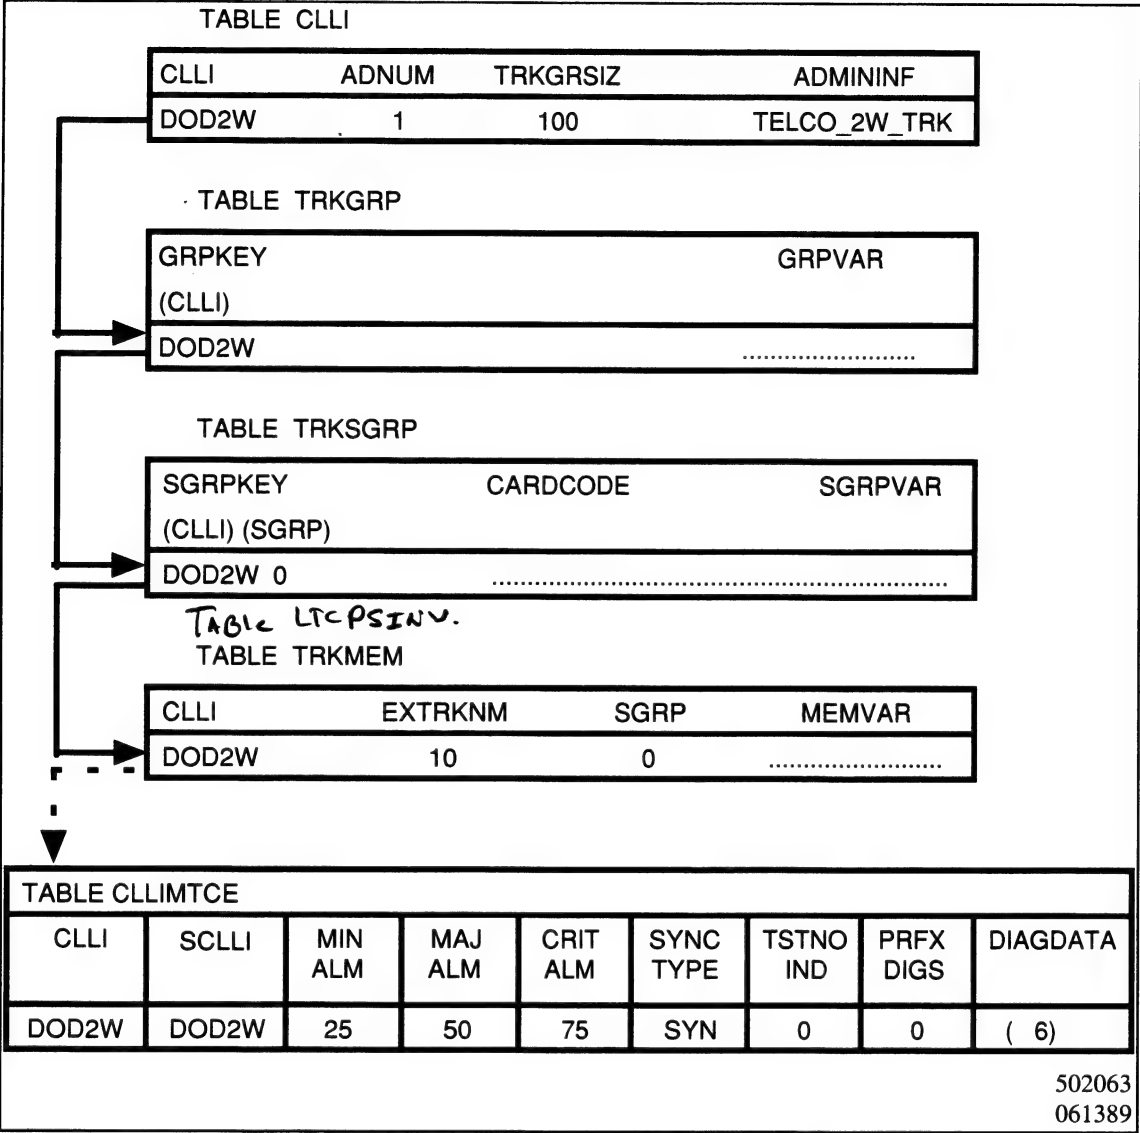 TABLE CLLI
CLLI ADNUM TRKGRSIZ ADMININF
DOD2W 1 100 TELCO_2W_TRK
TABLE TRKGRP
GRPKEY GRPVAR
(CLLI)
DOD2W ........................
TABLE TRKSGRP
SGRPKEY CARDCODE SGRPVAR
(CLLI) (SGRP)
DOD2W 0 ................................................................
TABle LTCPSINV.
TABLE TRKMEM
CLLI EXTRKNM SGRP MEMVAR
DOD2W 10 0 ........................
TABLE CLLIMTCE
CLLI SCLLI MIN MAJ CRIT SYNC TSTNO PRFX DIAGDATA
ALM ALM ALM TYPE IND DIGS
DOD2W DOD2W 25 50 75 SYN 0 0 ( 6)
502063
061389